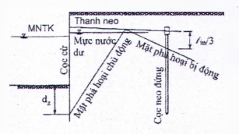 Thanh neo
MNTK
Mực nước
dư
Cọc cừ
Mặt phá hoại chủ động
Mặt phá hoại bị động
Cọc neo đứng
/3